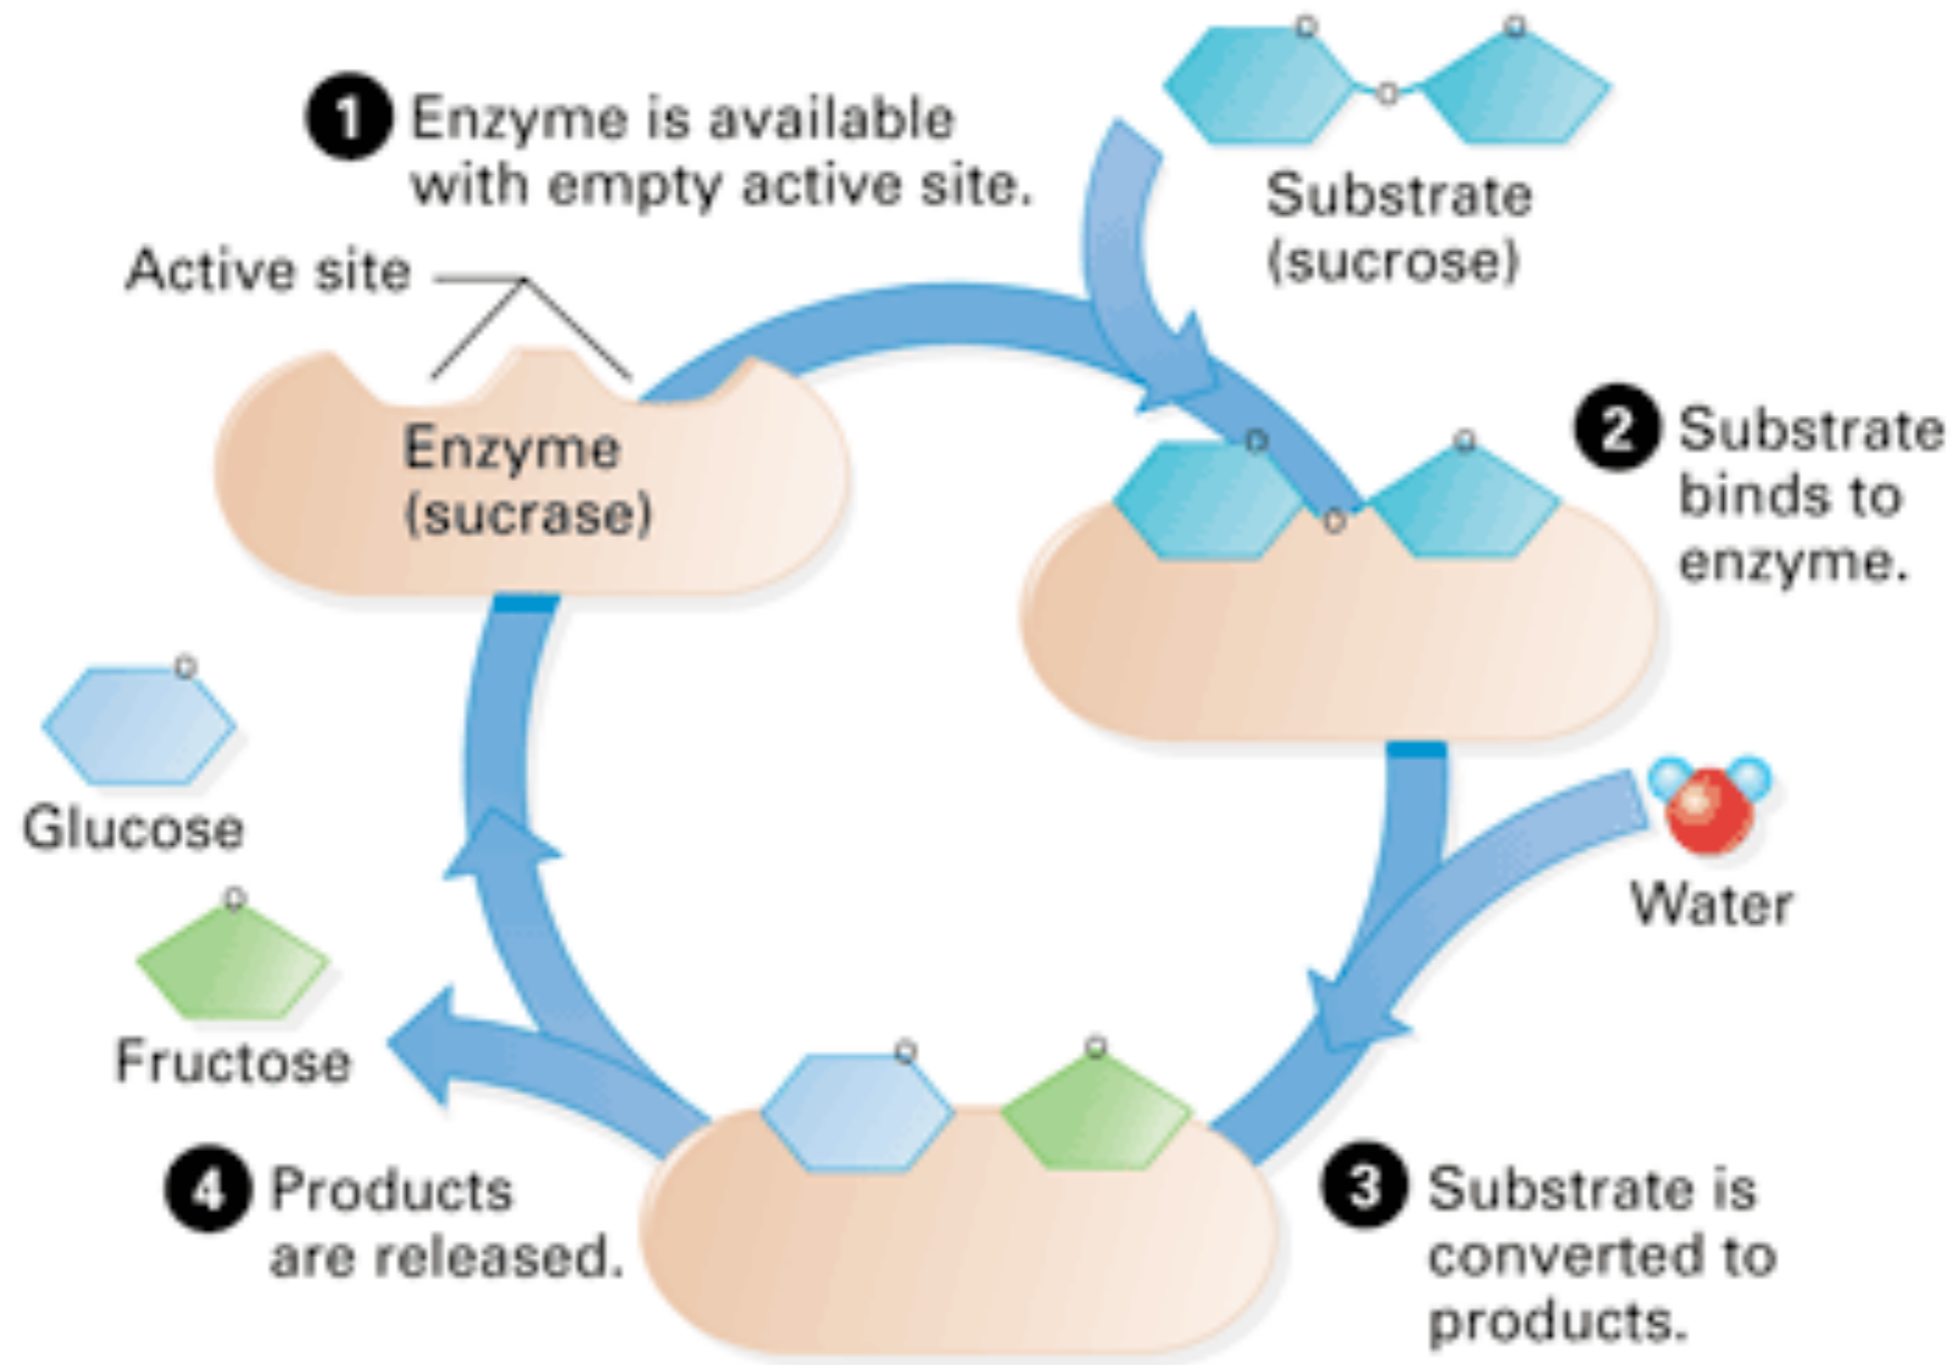 1 Enzyme is available
with empty active site.
Substrate
(sucrose)
Active site
Enzyme
(sucrase)
2 Substrate
binds to
enzyme.
Glucose
Water
Fructose
3 Substrate is
converted to
products.
4 Products
are released.
O
O
O
O
O
O
O
O
O
O